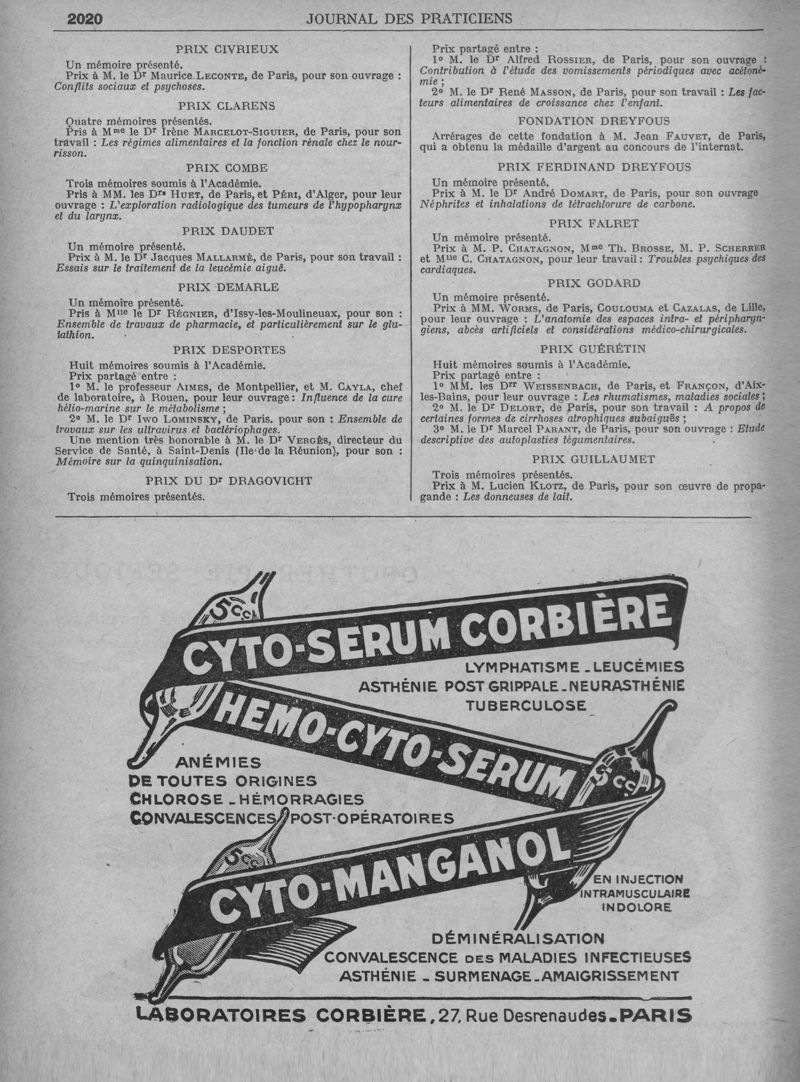 2020
JOURNAL DES PRATICIENS
PRIX CIVRIEUX
Un mémoire présenté.
Prix à M. le Dr Maurice LECONTE, de Paris, pour son ouvrage :
Conflits sociaux et psychoses.
PRIX CLARENS
Quatre mémoires présentés.
Pris à Mme le Dr Irène MARCELOT-SIGUIER, de Paris, pour son
travail : Les régimes alimentaires et la fonction rénale chez le nour-
risson.
PRIX COMBE
Trois mémoires soumis à l'Académie.
Pris à MM. les Drs HUET, de Paris, et PÉRI, d'Alger, pour leur
ouvrage : L'exploration radiologique des tumeurs de l'hypopharynx
et du larynx.
PRIX DAUDET
Un mémoire présenté.
Prix à M. le Dr Jacques MALLARMÉ, de Paris, pour son travail :
Essais sur le traitement de la leucémie aiguë.
PRIX DEMARLE
Un mémoire présenté.
Pris à Mlle le Dr RÉGNIER, d'Issy-les-Moulineuax, pour son :
Ensemble de travaux de pharmacie, et particulièrement sur le glu-
tathion.
PRIX DESPORTES
Huit mémoires soumis à l'Académie.
Prix partagé entre :
1o M. le professeur AIMES, de Montpellier, et M. CAYLA, chef
de laboratoire, à Rouen, pour leur ouvrage : Influence de la cure
hélio-marine sur le métabolisme ;
2o M. le Dr Iwo LOMINSKY, de Paris. pour son : Ensemble de
travaux sur les ultravirus et bactériophages.
Une mention très honorable à M. le Dr VERGÈS, directeur du
Service de Santé, à Saint-Denis (Ile de la Réunion), pour son :
Mémoire sur la quinquinisation.
PRIX DU Dr DRAGOVICHT
Trois mémoires présentés.
Prix partagé entre :
1o M. le Dr Alfred ROSSIER, de Paris, pour son ouvrage :
Contribution à l'étude des vomissements périodiques avec acétoné-
mie ;
2o M. le Dr René MASSON, de Paris, pour son travail : Les fac-
teurs alimentaires de croissance chez l'enfant.
FONDATION DREYFOUS
Arrérages de cette fondation à M. Jean FAUVET, de Paris,
qui a obtenu la médaille d'argent au concours de l'internat.
PRIX FERDINAND DREYFOUS
Un mémoire présenté.
Prix à M. le Dr André DOMART, de Paris, pour son ouvrage
Néphrites et inhalations de tétrachlorure de carbone.
PRIX FALRET
Un mémoire présenté.
Prix à M. P. CHATAGNON, Mme Th. BROSSE, M. P. SCHERRER
et Mlle C. CHATAGNON, pour leur travail : Troubles psychiques des
cardiaques.
PRIX GODARD
Un mémoire présenté.
Prix à MM. WORMS, de Paris, COULOUMA et CAZALAS, de Lille,
pour leur ouvrage : L'anatomie des espaces intra- et péripharyn-
giens, abcès artificiels et considérations médico-chirurgicales.
PRIX GUÉRÉTIN
Huit mémoires soumis à l'Académie.
Prix partagé entre :
1o MM. les Drr WEISSENBACH, de Paris, et FRANÇON, d'Aix-
les-Bains, pour leur ouvrage : Les rhumatismes, maladies sociales ;
2o M. le Dr DELORT, de Paris, pour son travail : A propos de
certaines formes de cirrhoses atrophiques subaiguës ;
3o M. le Dr Marcel PARANT, de Paris, pour son ouvrage : Etude
descriptive des autoplasties tégumentaires.
PRIX GUILLAUMET
Trois mémoires présentés.
Prix à M. Lucien KLOTZ, de Paris, pour son œuvre de propa-
gande : Les donneuses de lait.
5cc
CYTO-SERUM CORBIÈRE
LYMPHATISME - LEUCÉMIES
ASTHÉNIE POST GRIPPALE - NEURASTHÉNIE
TUBERCULOSE
HEMO-CYTO-SERUM
5cc
ANÉMIES
DE TOUTES ORIGINES
CHLOROSE - HÉMORRAGIES
CONVALESCENCES POST-OPÉRATOIRES
5cc
CYTO-MANGANOL
EN INJECTION
INTRAMUSCULAIRE
INDOLORE
DÉMINÉRALISATION
CONVALESCENCE DES MALADIES INFECTIEUSES
ASTHÉNIE - SURMENAGE - AMAIGRISSEMENT
LABORATOIRES CORBIÈRE, 27, Rue Desrenaudes - PARIS